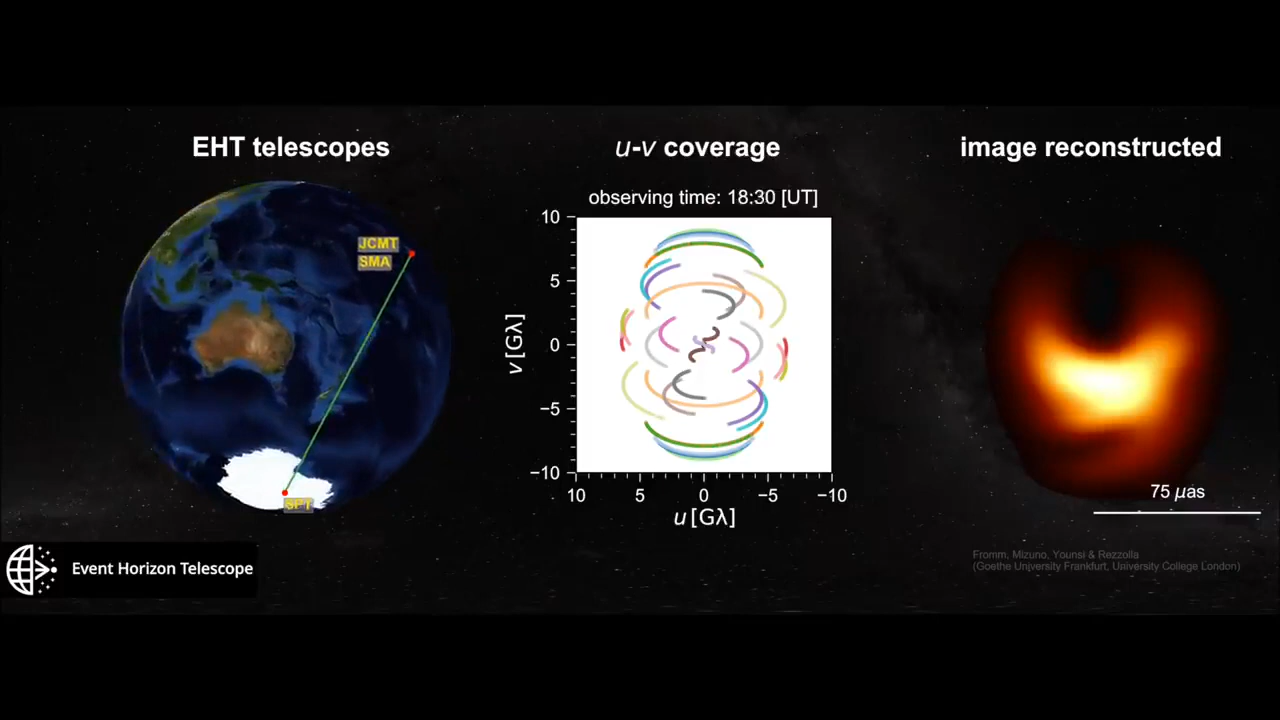 EHT telescopes
u-v coverage
image reconstructed
observing time: 18:30 [UT]
JCMT
SMA
SPT
10
5
0
−5
−10
v [Gλ]
10
5
0
−5
−10
u [Gλ]
75 μas
Fromm, Mizuno, Younsi & Rezzolla
(Goethe University Frankfurt, University College London)
Event Horizon Telescope